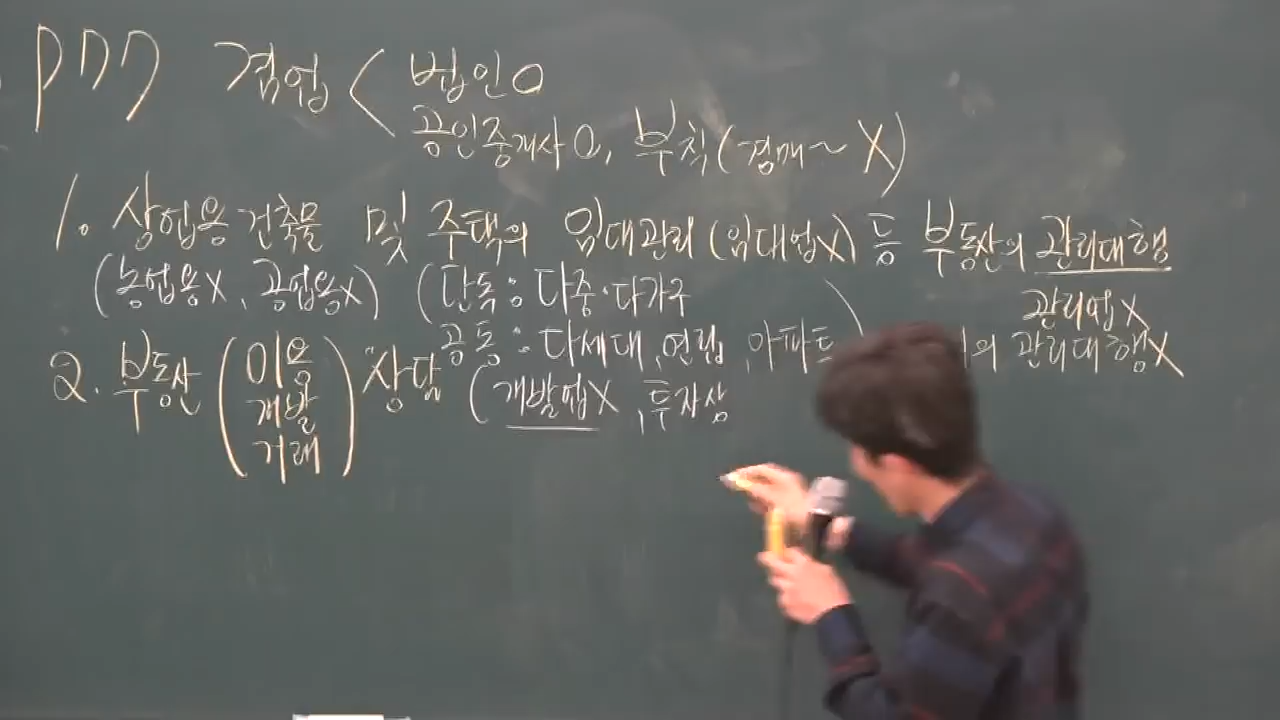 P77 겸업 < 법인O
공인중개사O, 부칙(경매~ X)
1. 상업용 건축물 및 주택의 임대관리 (임대업X) 등 부동산의 관리대행
(농업용X, 공업용X) (단독: 다중·다가구
관리업X
공동: 다세대, 연립, 아파트)
의 관리대행X
2. 부동산 (이용 개발 거래) 상담 (개발업X, 투자상